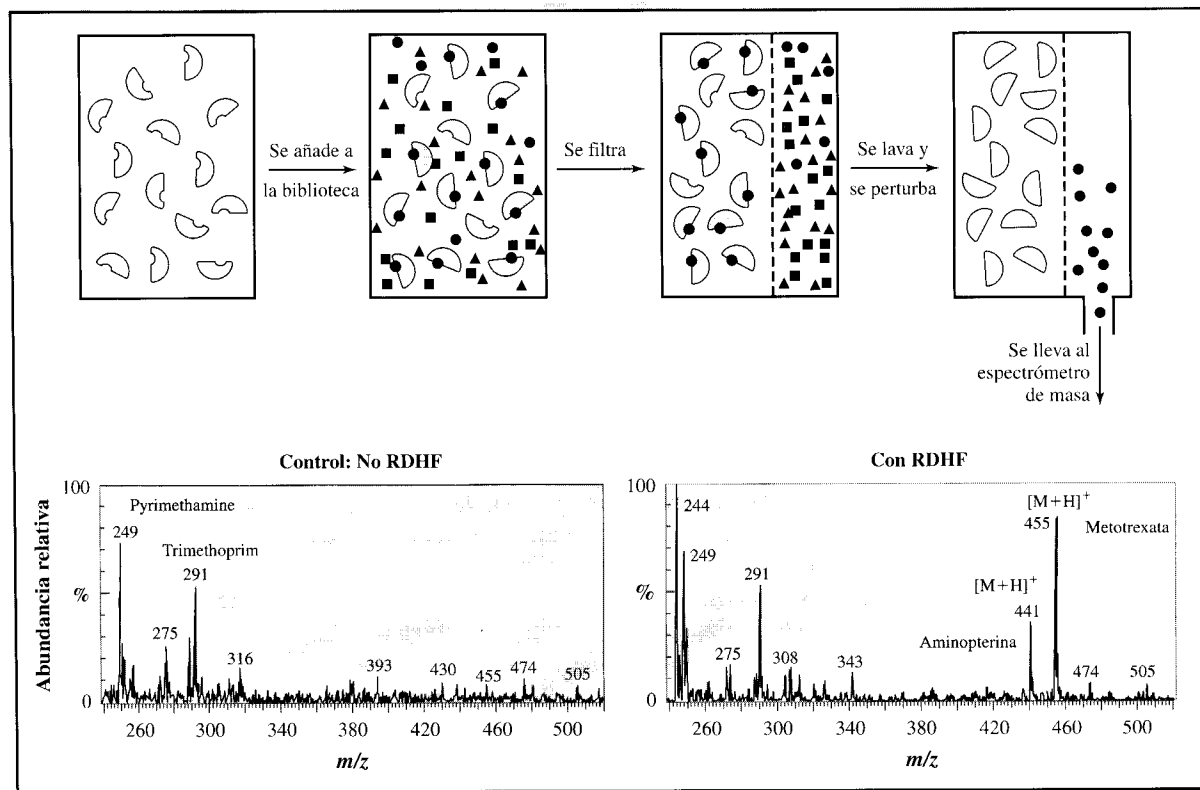 Se añade a
la biblioteca
Se filtra
Se lava y
se perturba
Se lleva al
espectrómetro
de masa
Control: No RDHF
Abundancia relativa
100
%
0
Pyrimethamine
249
Trimethoprim
291
275
316
393
430
455
474
505
260
300
340
380
420
460
500
m/z
Con RDHF
100
%
0
244
249
291
275
308
343
[M+H]+
455
Metotrexata
[M+H]+
441
Aminopterina
474
505
260
300
340
380
420
460
500
m/z